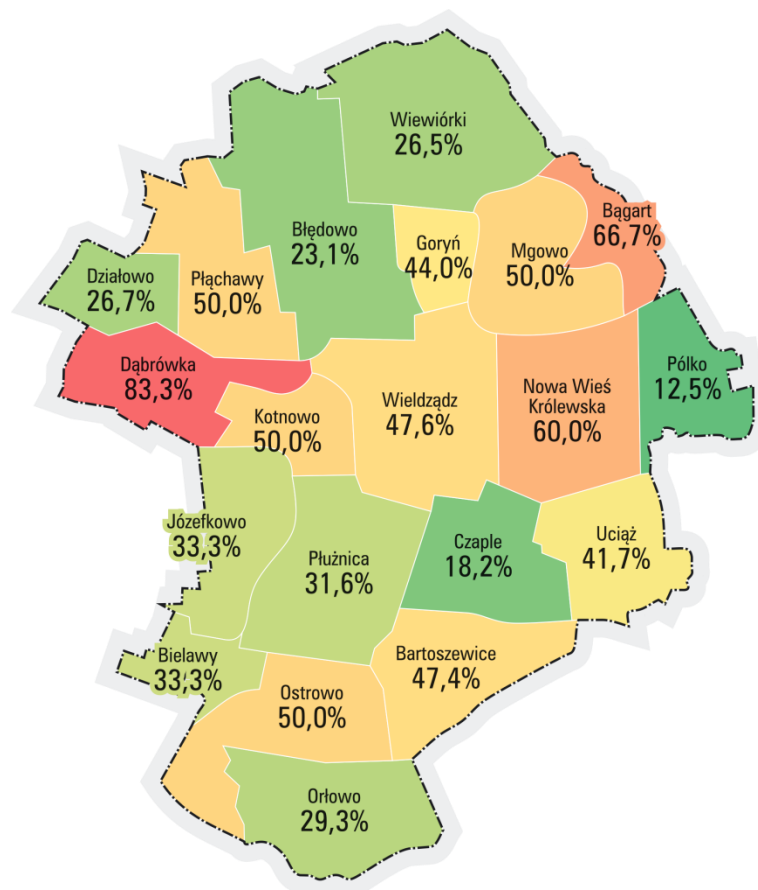 Wiewiórki
26,5%
Bągart
66,7%
Błędowo
23,1%
Goryń
44,0%
Mgowo
50,0%
Działowo
26,7%
Płąchawy
50,0%
Dąbrówka
83,3%
Kotnowo
50,0%
Wieldządz
47,6%
Nowa Wieś
Królewska
60,0%
Pólko
12,5%
Józefkowo
33,3%
Płużnica
31,6%
Czaple
18,2%
Uciąż
41,7%
Bielawy
33,3%
Ostrowo
50,0%
Bartoszewice
47,4%
Orłowo
29,3%